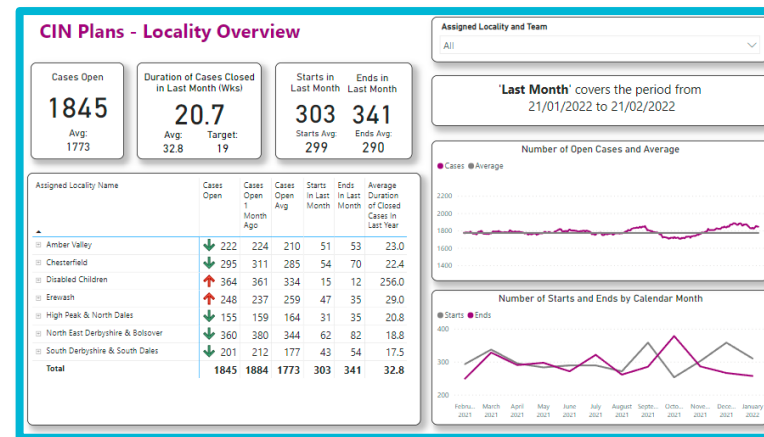 CIN Plans - Locality Overview
Assigned Locality and Team
All
Cases Open
1845
Avg:
1773
Duration of Cases Closed
in Last Month (Wks)
20.7
Avg: Target:
32.8 19
Starts in Ends in
Last Month Last Month
303 341
Starts Avg: Ends Avg:
299 290
'Last Month' covers the period from
21/01/2022 to 21/02/2022
Assigned Locality Name Cases Open Cases Open 1 Month Ago Cases Open Avg Starts in Last Month Ends in Last Month Average Duration of Closed Cases in Last Year
Amber Valley 222 224 210 51 53 23.0
Chesterfield 295 311 285 54 70 22.4
Disabled Children 364 361 334 15 12 256.0
Erewash 248 237 259 47 35 29.0
High Peak & North Dales 155 159 164 31 35 20.8
North East Derbyshire & Bolsover 360 380 344 62 82 18.8
South Derbyshire & South Dales 201 212 177 43 54 17.5
Total 1845 1884 1773 303 341 32.8
Number of Open Cases and Average
Cases Average
2200
2000
1800
1600
1400
Number of Starts and Ends by Calendar Month
Starts Ends
400
300
200
Febru... March April May June July August Septe... Octo... Nove... Dece... January
2021 2021 2021 2021 2021 2021 2021 2021 2021 2021 2021 2022